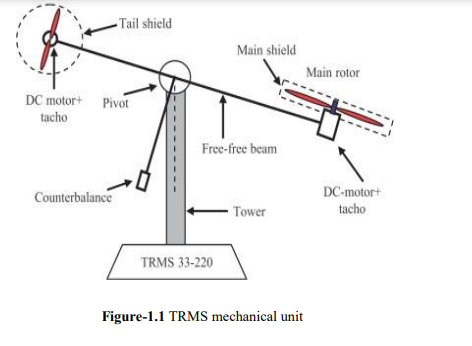 Tail shield
Main shield
Main rotor
DC motor+
tacho
Pivot
Free-free beam
Counterbalance
DC-motor+
tacho
Tower
TRMS 33-220
Figure-1.1 TRMS mechanical unit